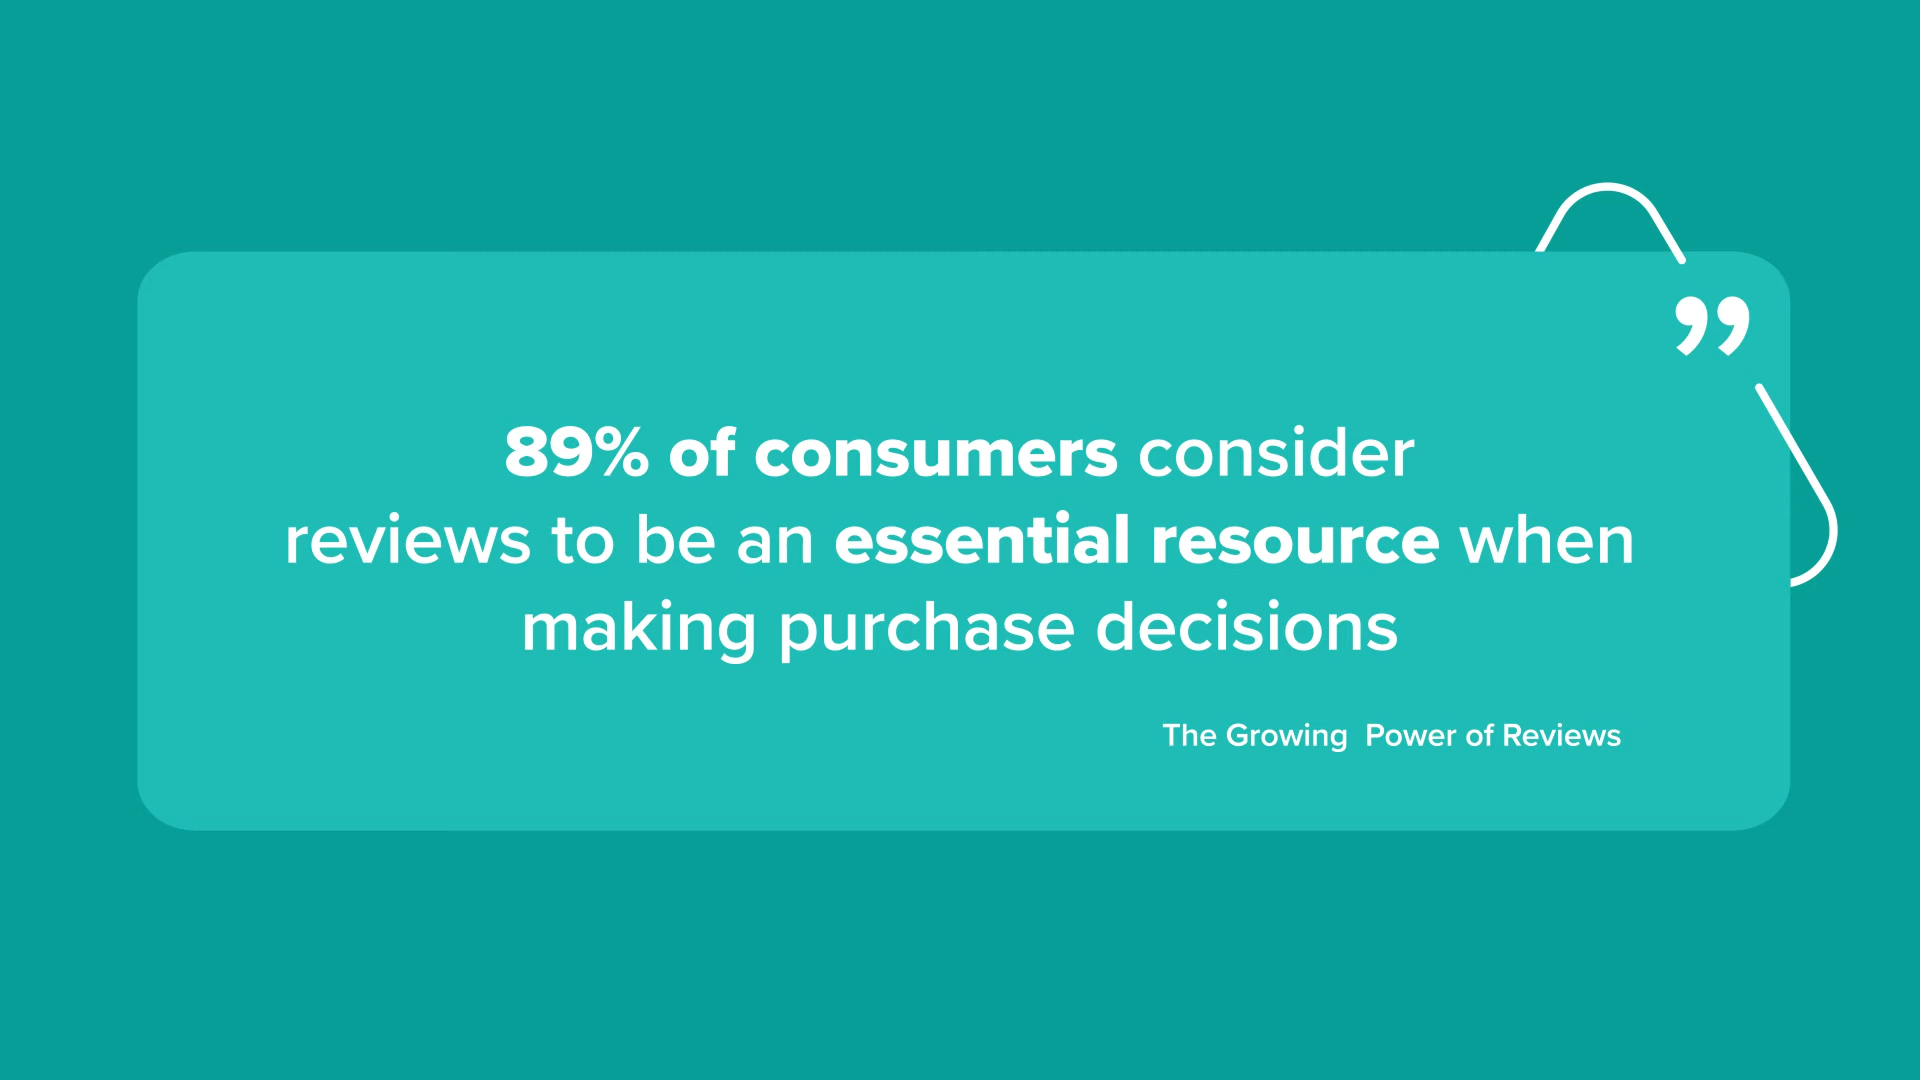 ”
89% of consumers consider
reviews to be an essential resource when
making purchase decisions
The Growing  Power of Reviews